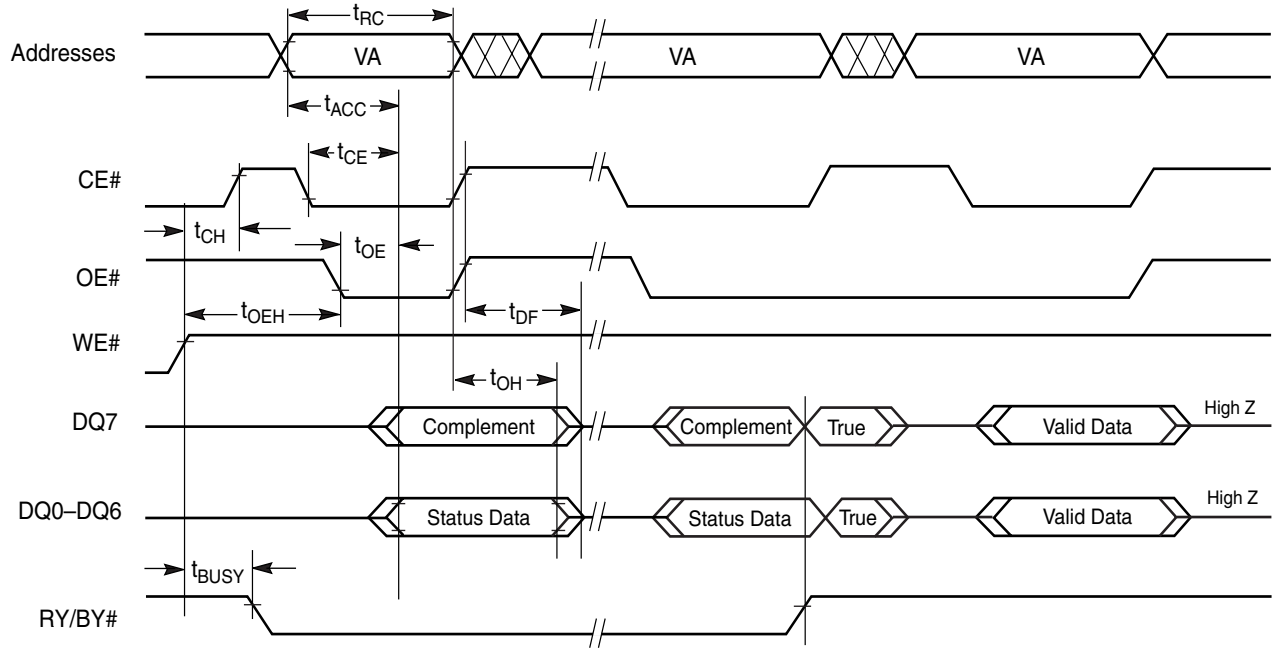 tRC
Addresses VA VA VA
tACC
tCE
CE#
tCH
tOE
OE#
tOEH
tDF
WE#
tOH
DQ7 Complement Complement True Valid Data High Z
DQ0–DQ6 Status Data Status Data True Valid Data High Z
tBUSY
RY/BY#